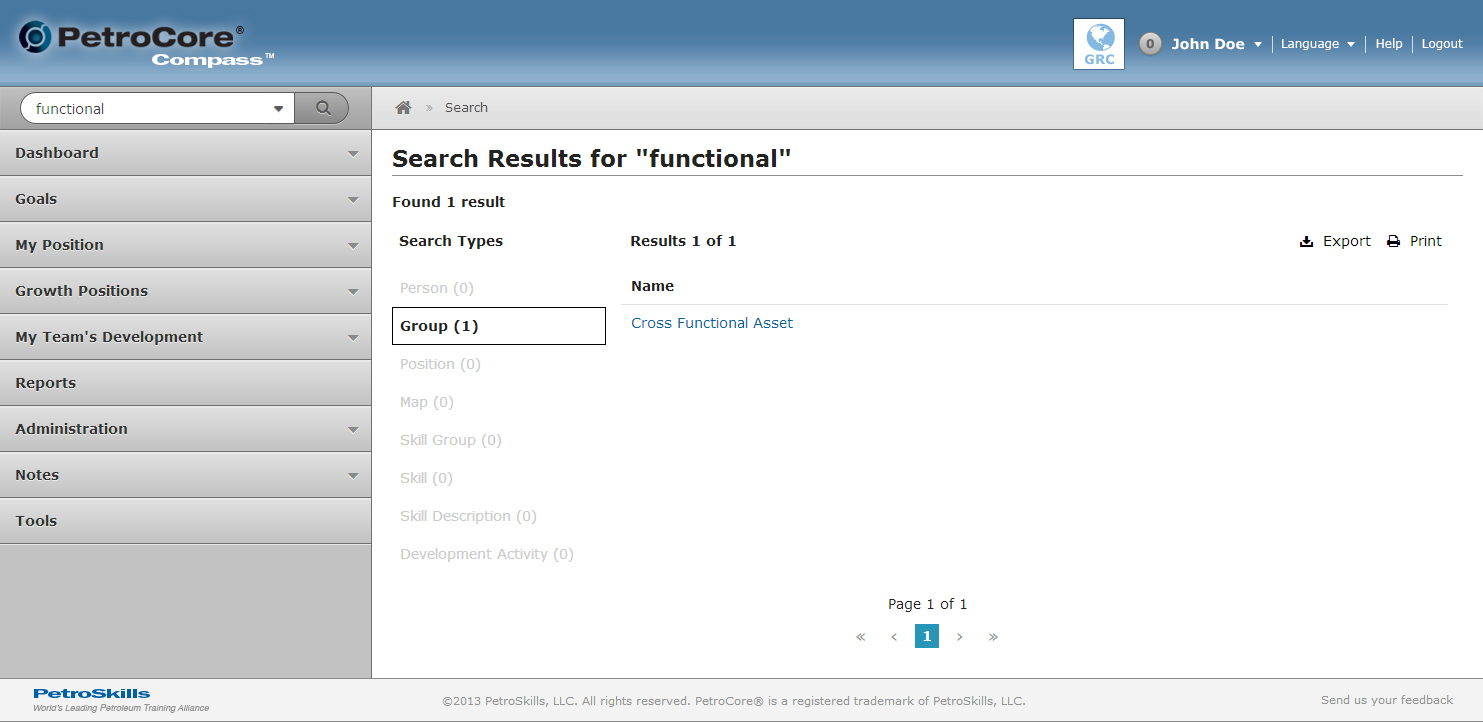 PetroCore®
Compass™
GRC
0 John Doe Language Help Logout
functional
» Search
Dashboard
Goals
My Position
Growth Positions
My Team's Development
Reports
Administration
Notes
Tools
Search Results for "functional"
Found 1 result
Search Types
Person (0)
Group (1)
Position (0)
Map (0)
Skill Group (0)
Skill (0)
Skill Description (0)
Development Activity (0)
Results 1 of 1
Export Print
Name
Cross Functional Asset
Page 1 of 1
« ‹ 1 › »
PetroSkills
World's Leading Petroleum Training Alliance
©2013 PetroSkills, LLC. All rights reserved. PetroCore® is a registered trademark of PetroSkills, LLC.
Send us your feedback